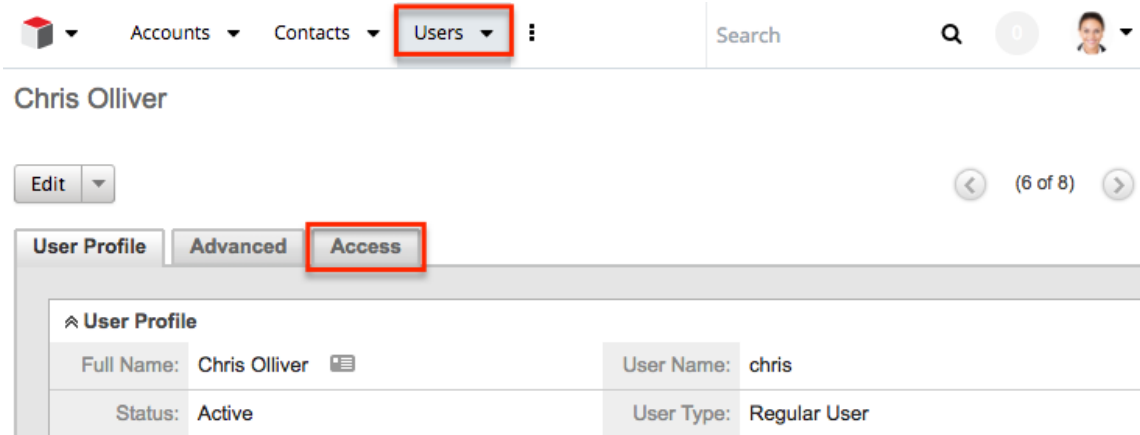 Accounts Contacts Users Search 0
Chris Olliver
Edit (6 of 8)
User Profile Advanced Access
User Profile
Full Name: Chris Olliver User Name: chris
Status: Active User Type: Regular User